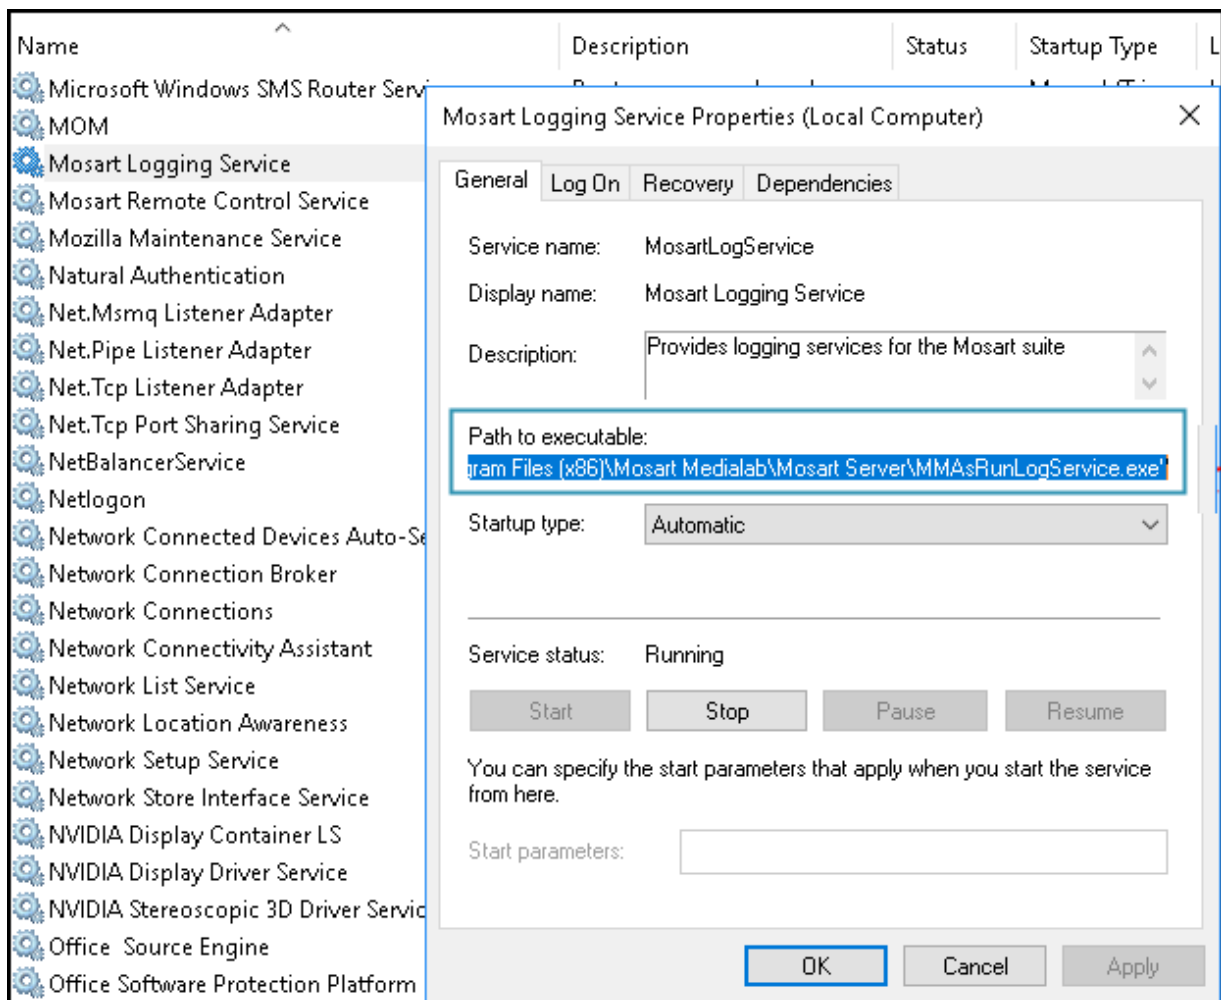 Name Description Status Startup Type L
Microsoft Windows SMS Router Servi
MOM
Mosart Logging Service
Mosart Remote Control Service
Mozilla Maintenance Service
Natural Authentication
Net.Msmq Listener Adapter
Net.Pipe Listener Adapter
Net.Tcp Listener Adapter
Net.Tcp Port Sharing Service
NetBalancerService
Netlogon
Network Connected Devices Auto-Se
Network Connection Broker
Network Connections
Network Connectivity Assistant
Network List Service
Network Location Awareness
Network Setup Service
Network Store Interface Service
NVIDIA Display Container LS
NVIDIA Display Driver Service
NVIDIA Stereoscopic 3D Driver Servic
Office Source Engine
Office Software Protection Platform
Mosart Logging Service Properties (Local Computer)
General Log On Recovery Dependencies
Service name: MosartLogService
Display name: Mosart Logging Service
Description: Provides logging services for the Mosart suite
Path to executable:
gram Files (x86)\Mosart Medialab\Mosart Server\MMAsRunLogService.exe"
Startup type: Automatic
Service status: Running
Start Stop Pause Resume
You can specify the start parameters that apply when you start the service
from here.
Start parameters:
OK Cancel Apply